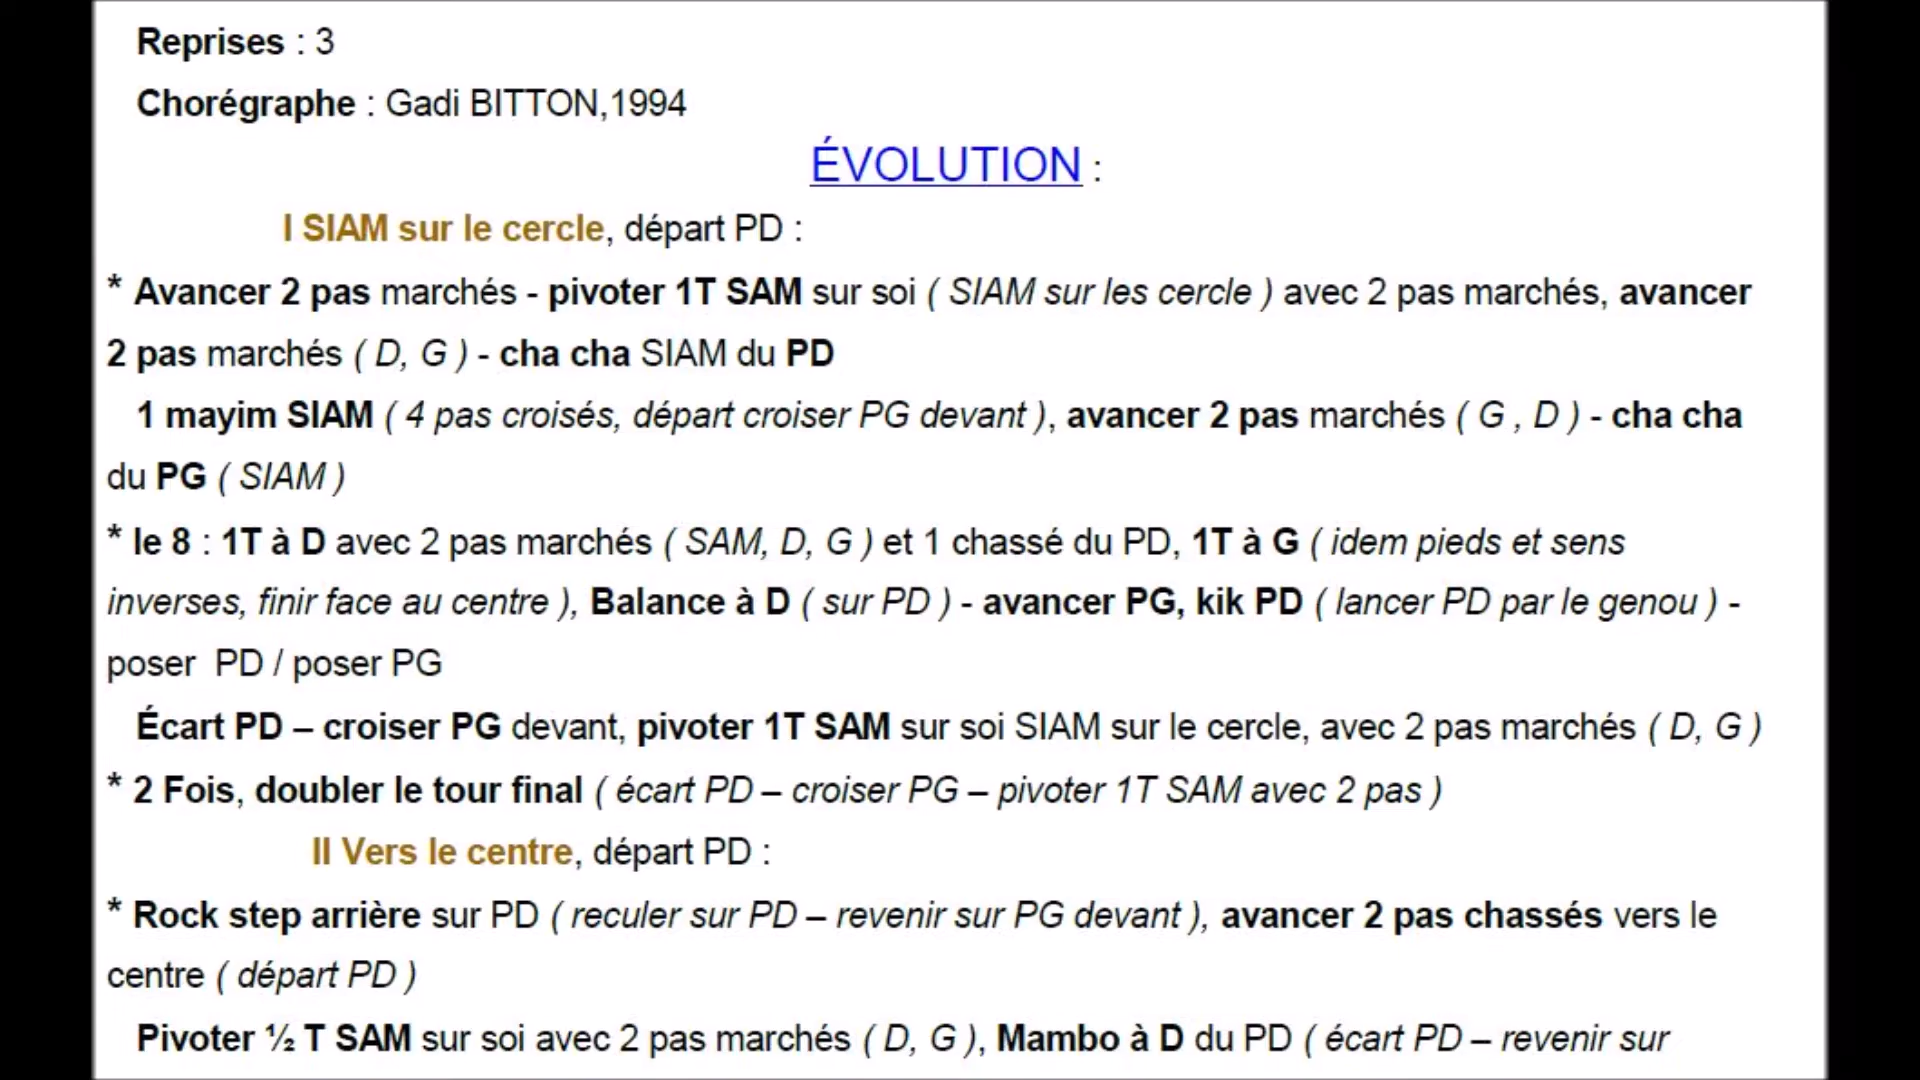 Reprises : 3
Chorégraphe : Gadi BITTON,1994
ÉVOLUTION :
I SIAM sur le cercle, départ PD :
* Avancer 2 pas marchés - pivoter 1T SAM sur soi ( SIAM sur les cercle ) avec 2 pas marchés, avancer
2 pas marchés ( D, G ) - cha cha SIAM du PD
1 mayim SIAM ( 4 pas croisés, départ croiser PG devant ), avancer 2 pas marchés ( G , D ) - cha cha
du PG ( SIAM )
* le 8 : 1T à D avec 2 pas marchés ( SAM, D, G ) et 1 chassé du PD, 1T à G ( idem pieds et sens
inverses, finir face au centre ), Balance à D ( sur PD ) - avancer PG, kik PD ( lancer PD par le genou ) -
poser  PD / poser PG
Écart PD – croiser PG devant, pivoter 1T SAM sur soi SIAM sur le cercle, avec 2 pas marchés ( D, G )
* 2 Fois, doubler le tour final ( écart PD – croiser PG – pivoter 1T SAM avec 2 pas )
II Vers le centre, départ PD :
* Rock step arrière sur PD ( reculer sur PD – revenir sur PG devant ), avancer 2 pas chassés vers le
centre ( départ PD )
Pivoter ½ T SAM sur soi avec 2 pas marchés ( D, G ), Mambo à D du PD ( écart PD – revenir sur